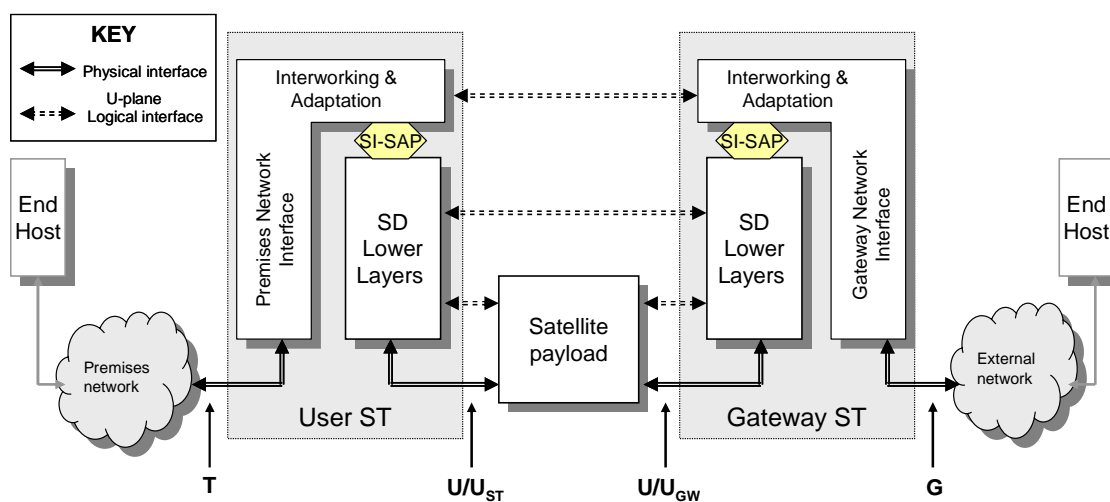 KEY
Physical interface
U-plane
Logical interface
Interworking &
Adaptation
Interworking &
Adaptation
SI-SAP
SI-SAP
End
Host
Premises Network
Interface
SD
Lower
Layers
SD
Lower
Layers
Gateway Network
Interface
End
Host
Satellite
payload
Premises
network
External
network
User ST
Gateway ST
T
U/U_ST
U/U_GW
G